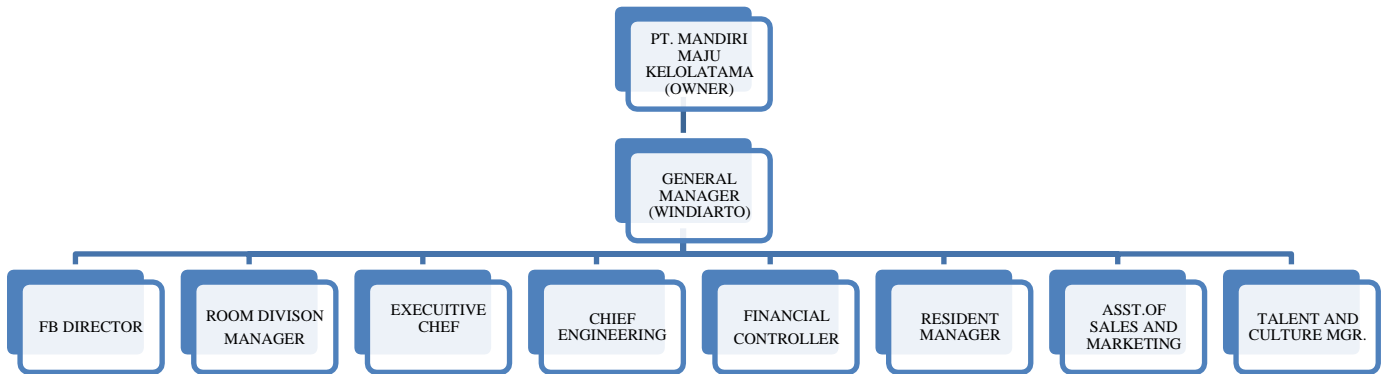 PT. MANDIRI
MAJU
KELOLATAMA
(OWNER)
GENERAL
MANAGER
(WINDIARTO)
FB DIRECTOR
ROOM DIVISON
MANAGER
EXECUITIVE
CHEF
CHIEF
ENGINEERING
FINANCIAL
CONTROLLER
RESIDENT
MANAGER
ASST.OF
SALES AND
MARKETING
TALENT AND
CULTURE MGR.